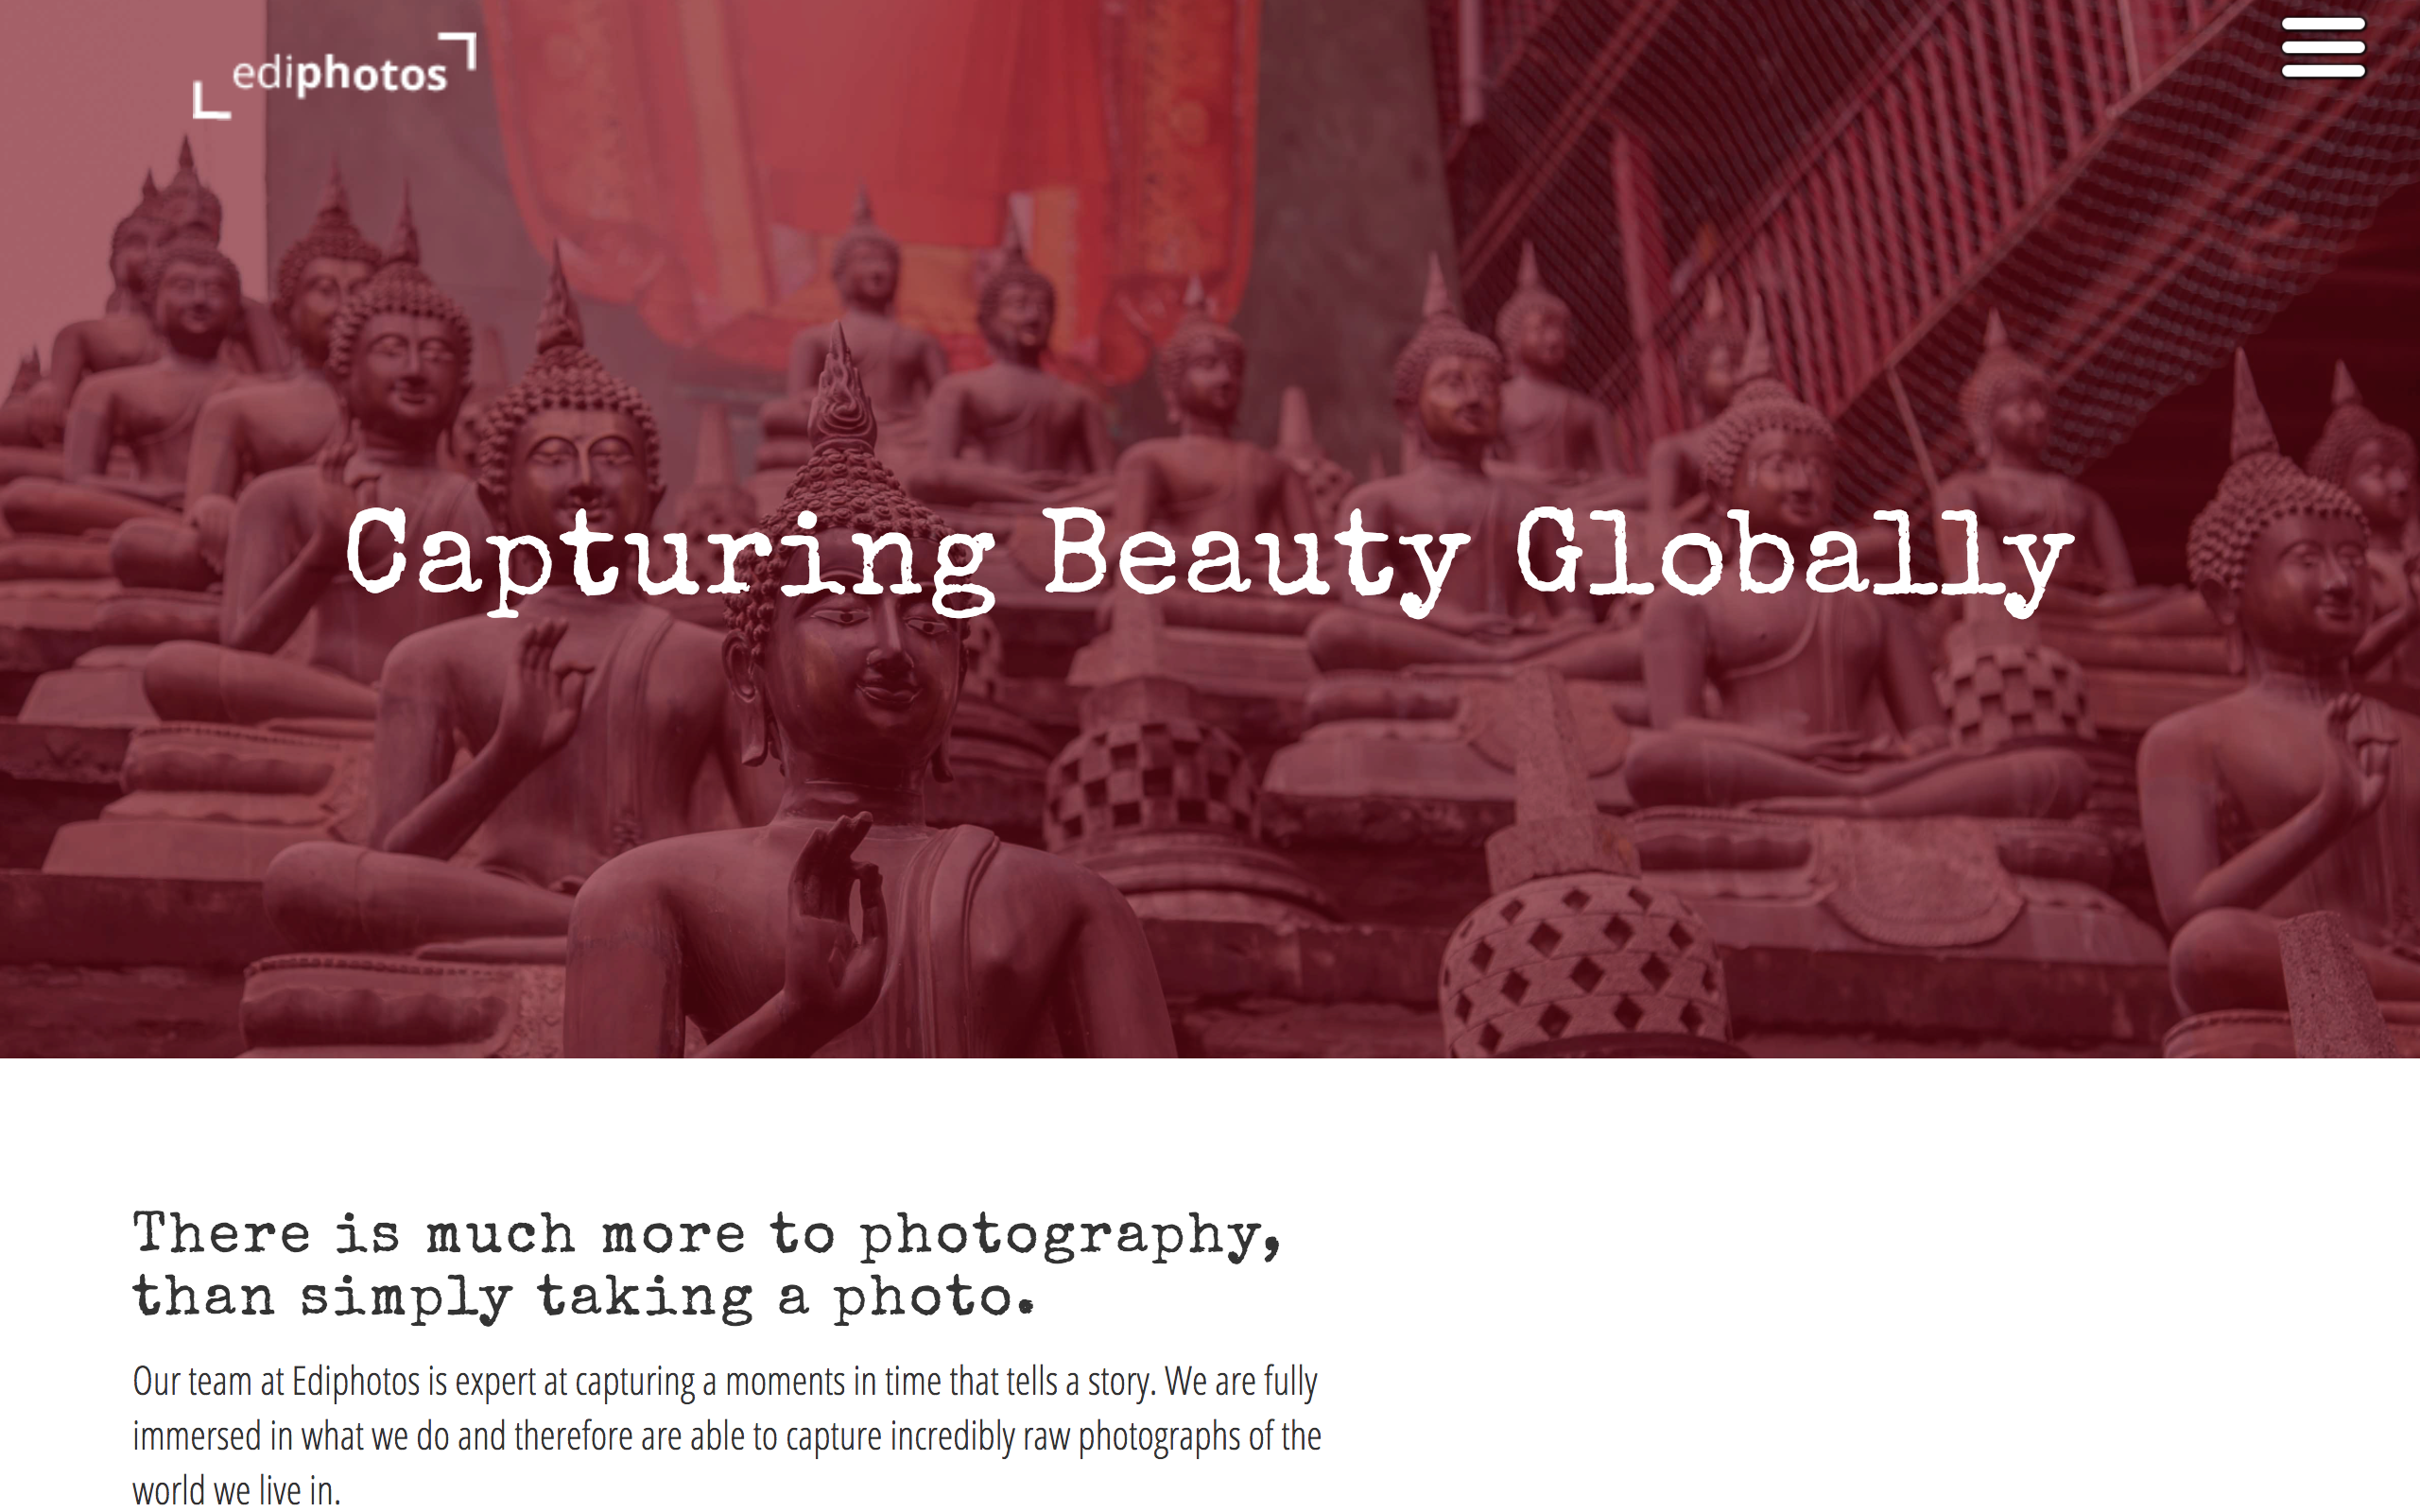 ediphotos
Capturing Beauty Globally
There is much more to photography,
than simply taking a photo.
Our team at Ediphotos is expert at capturing a moments in time that tells a story. We are fully
immersed in what we do and therefore are able to capture incredibly raw photographs of the
world we live in.